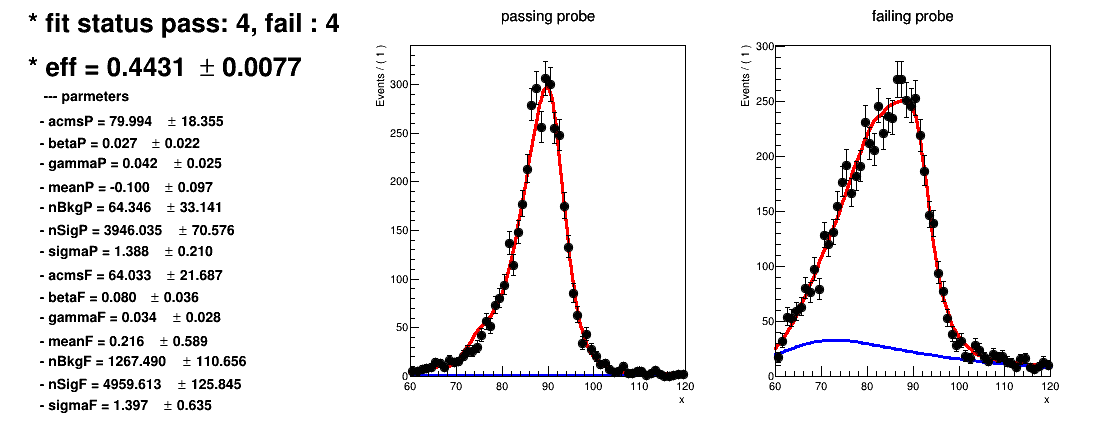 * fit status pass: 4, fail : 4
* eff = 0.4431 ± 0.0077
--- parmeters
- acmsP = 79.994 ± 18.355
- betaP = 0.027 ± 0.022
- gammaP = 0.042 ± 0.025
- meanP = -0.100 ± 0.097
- nBkgP = 64.346 ± 33.141
- nSigP = 3946.035 ± 70.576
- sigmaP = 1.388 ± 0.210
- acmsF = 64.033 ± 21.687
- betaF = 0.080 ± 0.036
- gammaF = 0.034 ± 0.028
- meanF = 0.216 ± 0.589
- nBkgF = 1267.490 ± 110.656
- nSigF = 4959.613 ± 125.845
- sigmaF = 1.397 ± 0.635
passing probe
Events / ( 1 )
300
250
200
150
100
50
0
60 70 80 90 100 110 120
x
failing probe
Events / ( 1 )
300
250
200
150
100
50
0
60 70 80 90 100 110 120
x